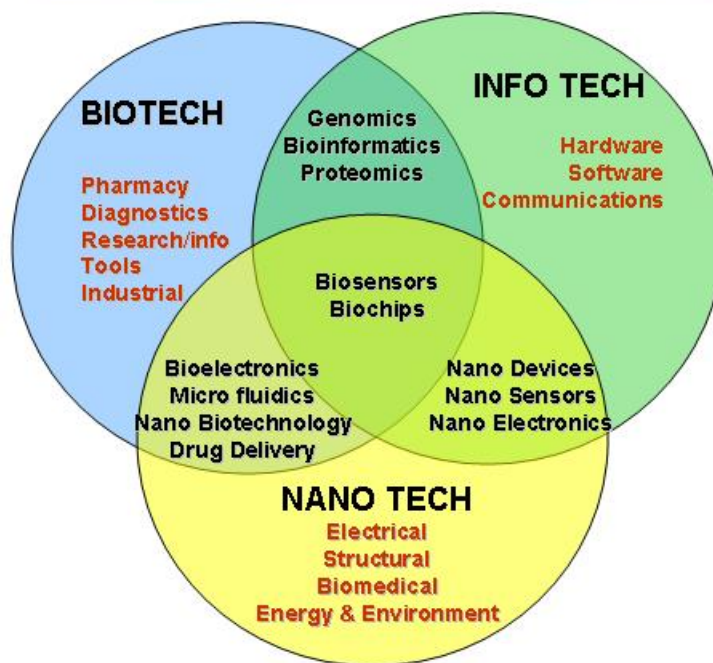 BIOTECH
Pharmacy
Diagnostics
Research/info
Tools
Industrial
Genomics
Bioinformatics
Proteomics
INFO TECH
Hardware
Software
Communications
Biosensors
Biochips
Bioelectronics
Micro fluidics
Nano Biotechnology
Drug Delivery
Nano Devices
Nano Sensors
Nano Electronics
NANO TECH
Electrical
Structural
Biomedical
Energy & Environment